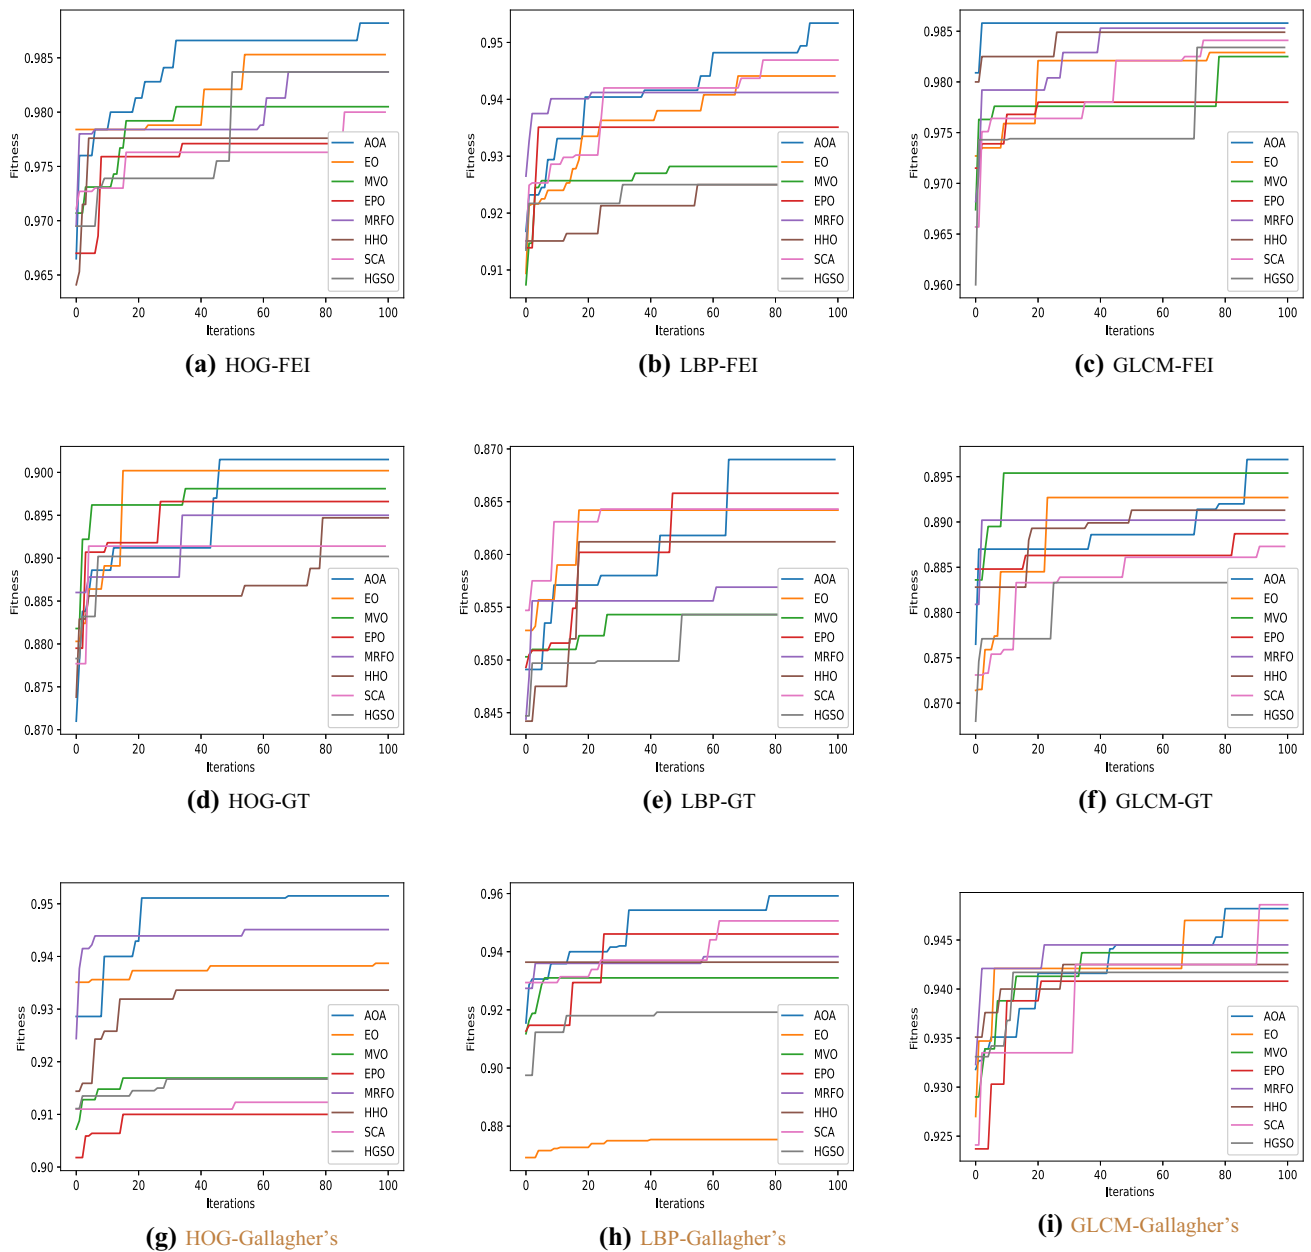 Fitness
0.985
0.980
0.975
0.970
0.965
AOA
EO
MVO
EPO
MRFO
HHO
SCA
HGSO
0 20 40 60 80 100
Iterations
(a) HOG-FEI
Fitness
0.95
0.94
0.93
0.92
0.91
AOA
EO
MVO
EPO
MRFO
HHO
SCA
HGSO
0 20 40 60 80 100
Iterations
(b) LBP-FEI
Fitness
0.985
0.980
0.975
0.970
0.965
0.960
AOA
EO
MVO
EPO
MRFO
HHO
SCA
HGSO
0 20 40 60 80 100
Iterations
(c) GLCM-FEI
Fitness
0.900
0.895
0.890
0.885
0.880
0.875
0.870
AOA
EO
MVO
EPO
MRFO
HHO
SCA
HGSO
0 20 40 60 80 100
Iterations
(d) HOG-GT
Fitness
0.870
0.865
0.860
0.855
0.850
0.845
AOA
EO
MVO
EPO
MRFO
HHO
SCA
HGSO
0 20 40 60 80 100
Iterations
(e) LBP-GT
Fitness
0.895
0.890
0.885
0.880
0.875
0.870
AOA
EO
MVO
EPO
MRFO
HHO
SCA
HGSO
0 20 40 60 80 100
Iterations
(f) GLCM-GT
Fitness
0.95
0.94
0.93
0.92
0.91
0.90
AOA
EO
MVO
EPO
MRFO
HHO
SCA
HGSO
0 20 40 60 80 100
Iterations
(g) HOG-Gallagher’s
Fitness
0.96
0.94
0.92
0.90
0.88
AOA
EO
MVO
EPO
MRFO
HHO
SCA
HGSO
0 20 40 60 80 100
Iterations
(h) LBP-Gallagher’s
Fitness
0.945
0.940
0.935
0.930
0.925
AOA
EO
MVO
EPO
MRFO
HHO
SCA
HGSO
0 20 40 60 80 100
Iterations
(i) GLCM-Gallagher’s